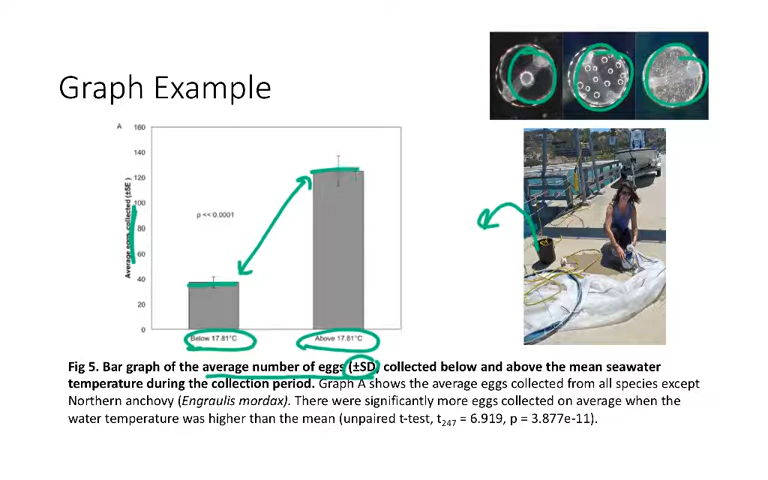 Graph Example
A
160
140
120
100
80
60
40
20
0
Average eggs collected (±SE)
p << 0.0001
Below 17.81°C
Above 17.81°C
Fig 5. Bar graph of the average number of eggs (±SD) collected below and above the mean seawater
temperature during the collection period. Graph A shows the average eggs collected from all species except
Northern anchovy (Engraulis mordax). There were significantly more eggs collected on average when the
water temperature was higher than the mean (unpaired t-test, t247 = 6.919, p = 3.877e-11).